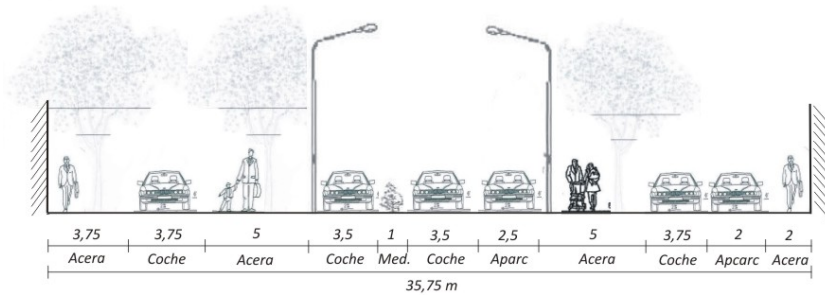 3,75 3,75 5 3,5 1 3,5 2,5 5 3,75 2 2
Acera Coche Acera Coche Med. Coche Aparc Acera Coche Apcarc Acera
35,75 m